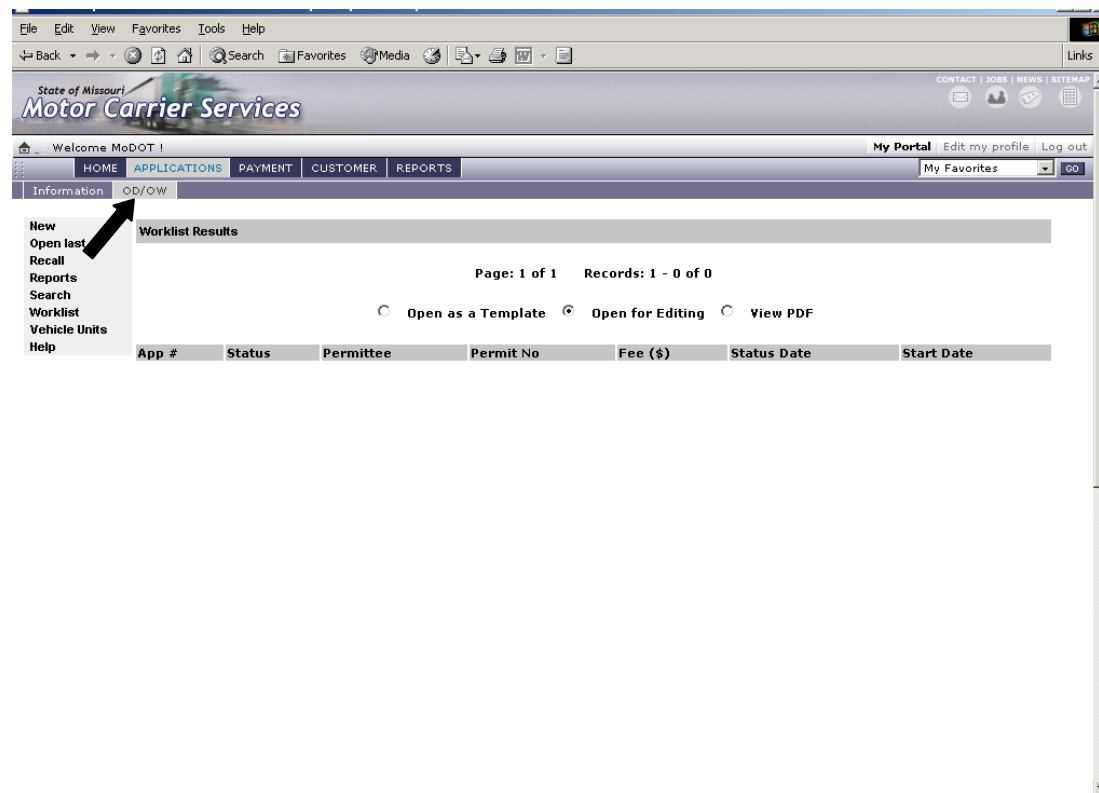 File Edit View Favorites Tools Help
Back Search Favorites Media Links
State of Missouri
Motor Carrier Services
CONTACT | JOBS | NEWS | SITEMAP
Welcome MoDOT ! My Portal Edit my profile Log out
HOME APPLICATIONS PAYMENT CUSTOMER REPORTS My Favorites GO
Information OD/OW
New
Open last
Recall
Reports
Search
Worklist
Vehicle Units
Help
Worklist Results
Page: 1 of 1 Records: 1 - 0 of 0
Open as a Template Open for Editing View PDF
App # Status Permittee Permit No Fee ($) Status Date Start Date